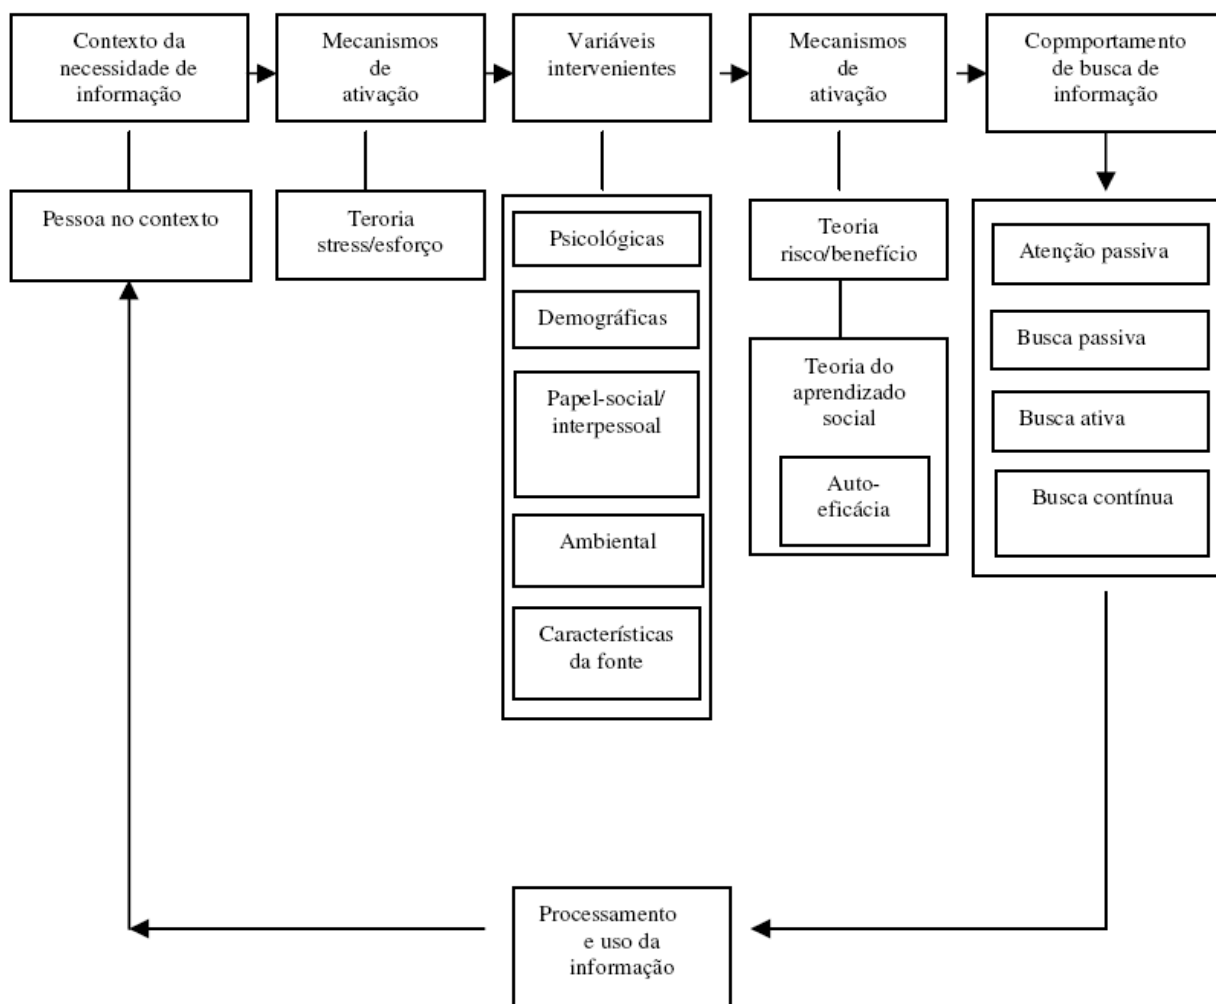 Contexto da
necessidade de
informação
Mecanismos
de
ativação
Variáveis
intervenientes
Mecanismos
de
ativação
Copmportamento
de busca de
informação
Pessoa no contexto
Teroria
stress/esforço
Psicológicas
Demográficas
Papel-social/
interpessoal
Ambiental
Características
da fonte
Teoria
risco/benefício
Teoria do
aprendizado
social
Auto-
eficácia
Atenção passiva
Busca passiva
Busca ativa
Busca contínua
Processamento
e uso da
informação